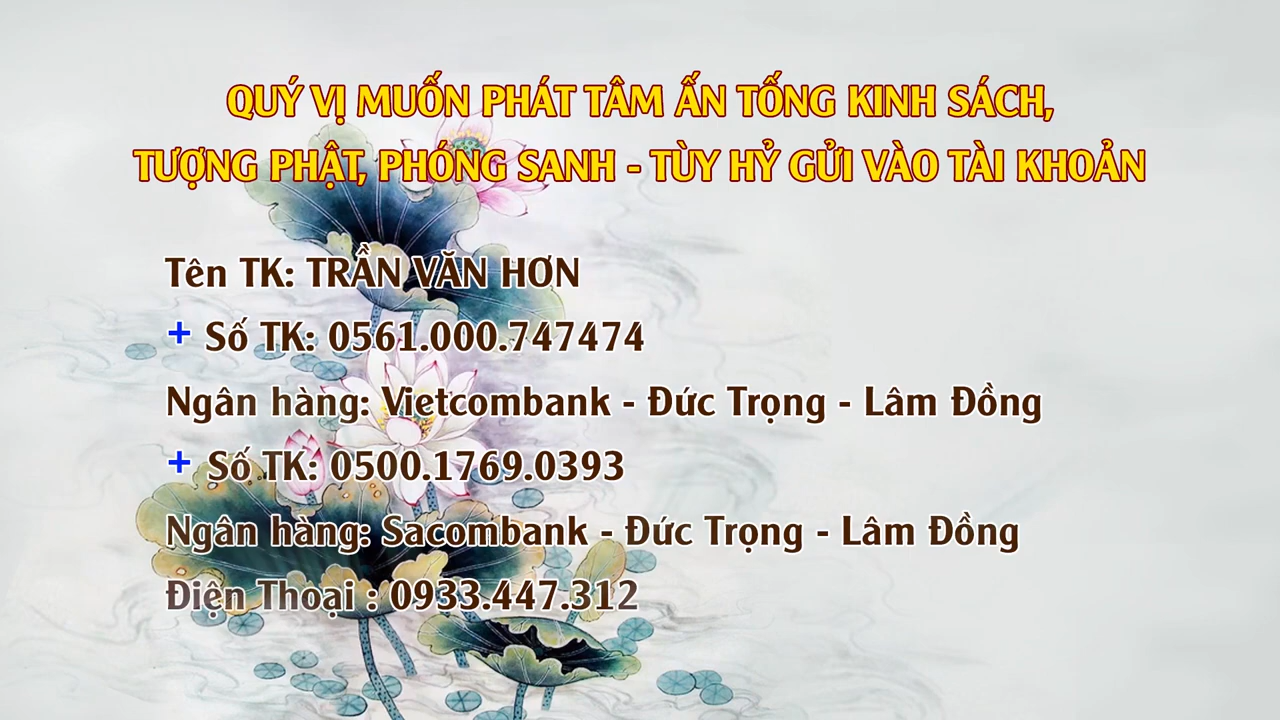 QUÝ VỊ MUỐN PHÁT TÂM ẤN TỐNG KINH SÁCH,
TƯỢNG PHẬT, PHÓNG SANH - TÙY HỶ GỬI VÀO TÀI KHOẢN
Tên TK: TRẦN VĂN HƠN
+ Số TK: 0561.000.747474
Ngân hàng: Vietcombank - Đức Trọng - Lâm Đồng
+ Số TK: 0500.1769.0393
Ngân hàng: Sacombank - Đức Trọng - Lâm Đồng
Điện Thoại : 0933.447.312